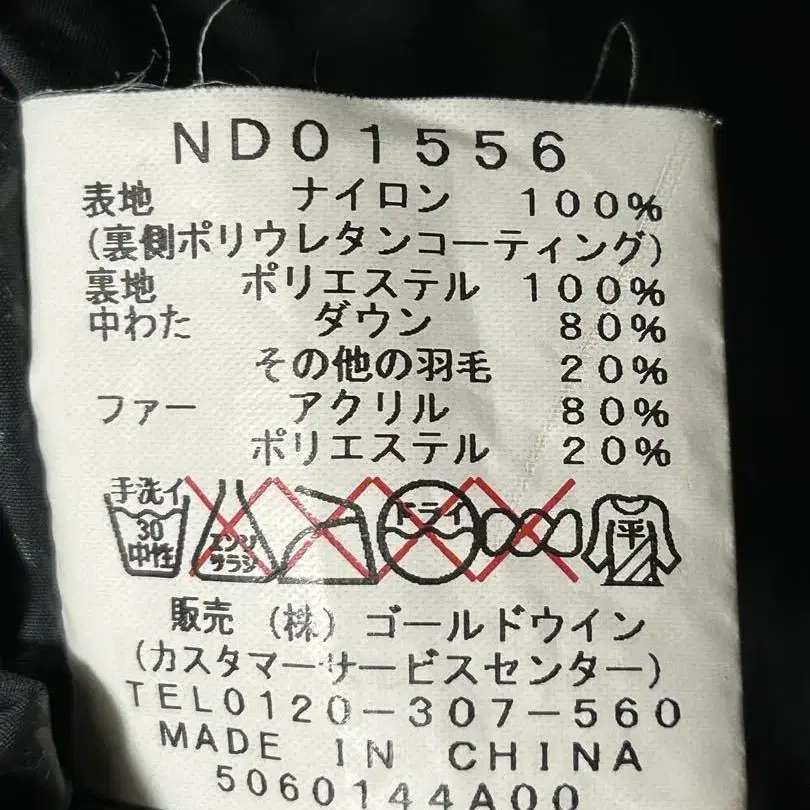 ND01556
表地 ナイロン 100%
(裏側ポリウレタンコーティング)
裏地 ポリエステル 100%
中わた ダウン 80%
その他の羽毛 20%
ファー アクリル 80%
ポリエステル 20%
手洗イ 30 中性 エンソ サラシ ドライ 平
販売 (株) ゴールドウイン
(カスタマーサービスセンター)
TEL0120-307-560
MADE IN CHINA
5060144A00